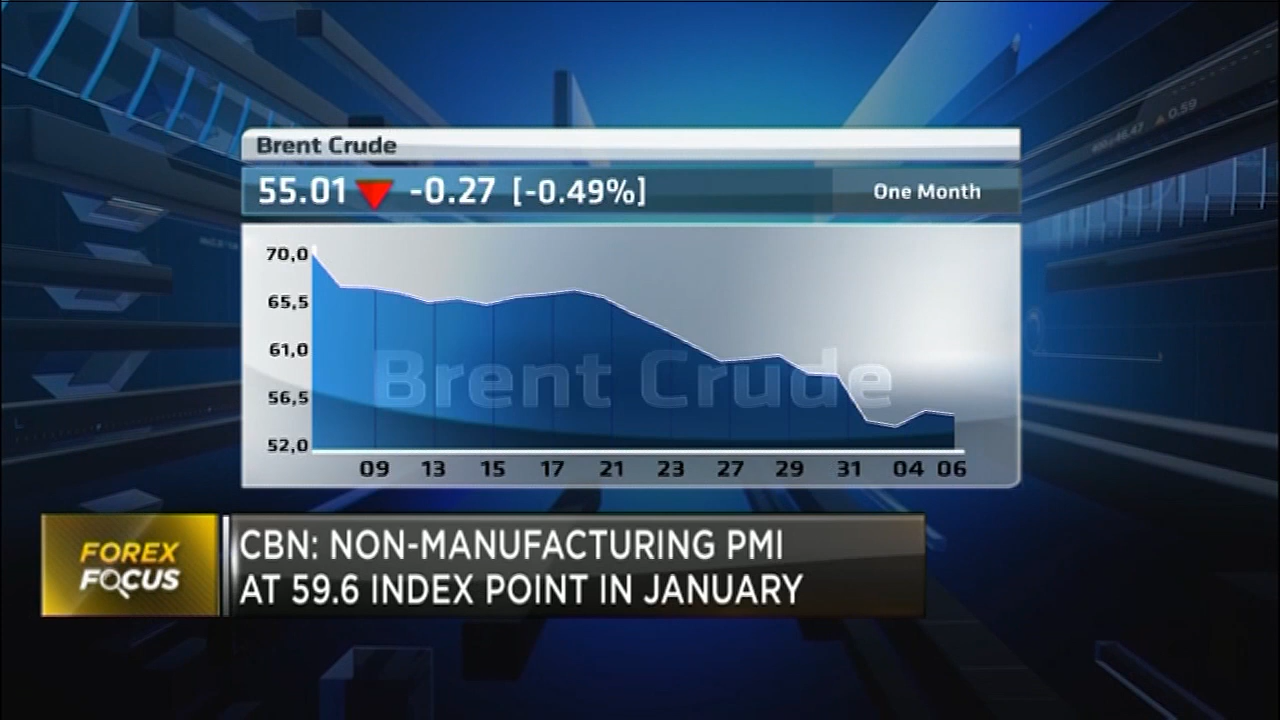 Brent Crude
55.01 ▼ -0.27 [-0.49%] One Month
70,0
65,5
61,0
56,5
52,0
Brent Crude
09 13 15 17 21 23 27 29 31 04 06
FOREX
FOCUS
CBN: NON-MANUFACTURING PMI
AT 59.6 INDEX POINT IN JANUARY
0.59